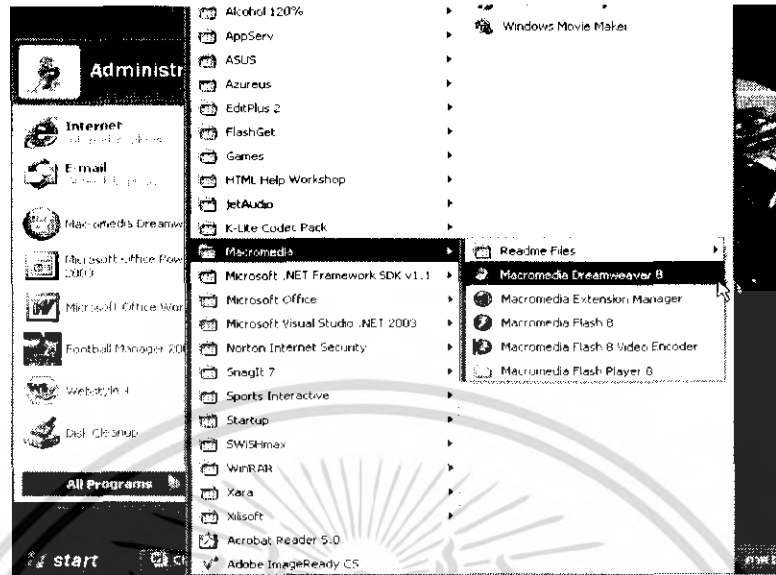 Administr
Internet
E-mail
Macromedia Dreamw
Microsoft Office Pow
2003
Microsoft Office Wor
Football Manager 200
Disk Cleanup
All Programs
start
Alcohol 120%
AppServ
ASUS
Azureus
EditPlus 2
FlashGet
Games
HTML Help Workshop
JetAudio
K-Lite Codec Pack
Macromedia
Microsoft .NET Framework SDK v1.1
Microsoft Office
Microsoft Visual Studio .NET 2003
Norton Internet Security
SnagIt 7
Sports Interactive
Startup
SWiSHmax
WinRAR
Xara
Xilisoft
Acrobat Reader 5.0
Adobe ImageReady CS
Windows Movie Maker
Readme Files
Macromedia Dreamweaver 8
Macromedia Extension Manager
Macromedia Flash 8
Macromedia Flash 8 Video Encoder
Macromedia Flash Player 8